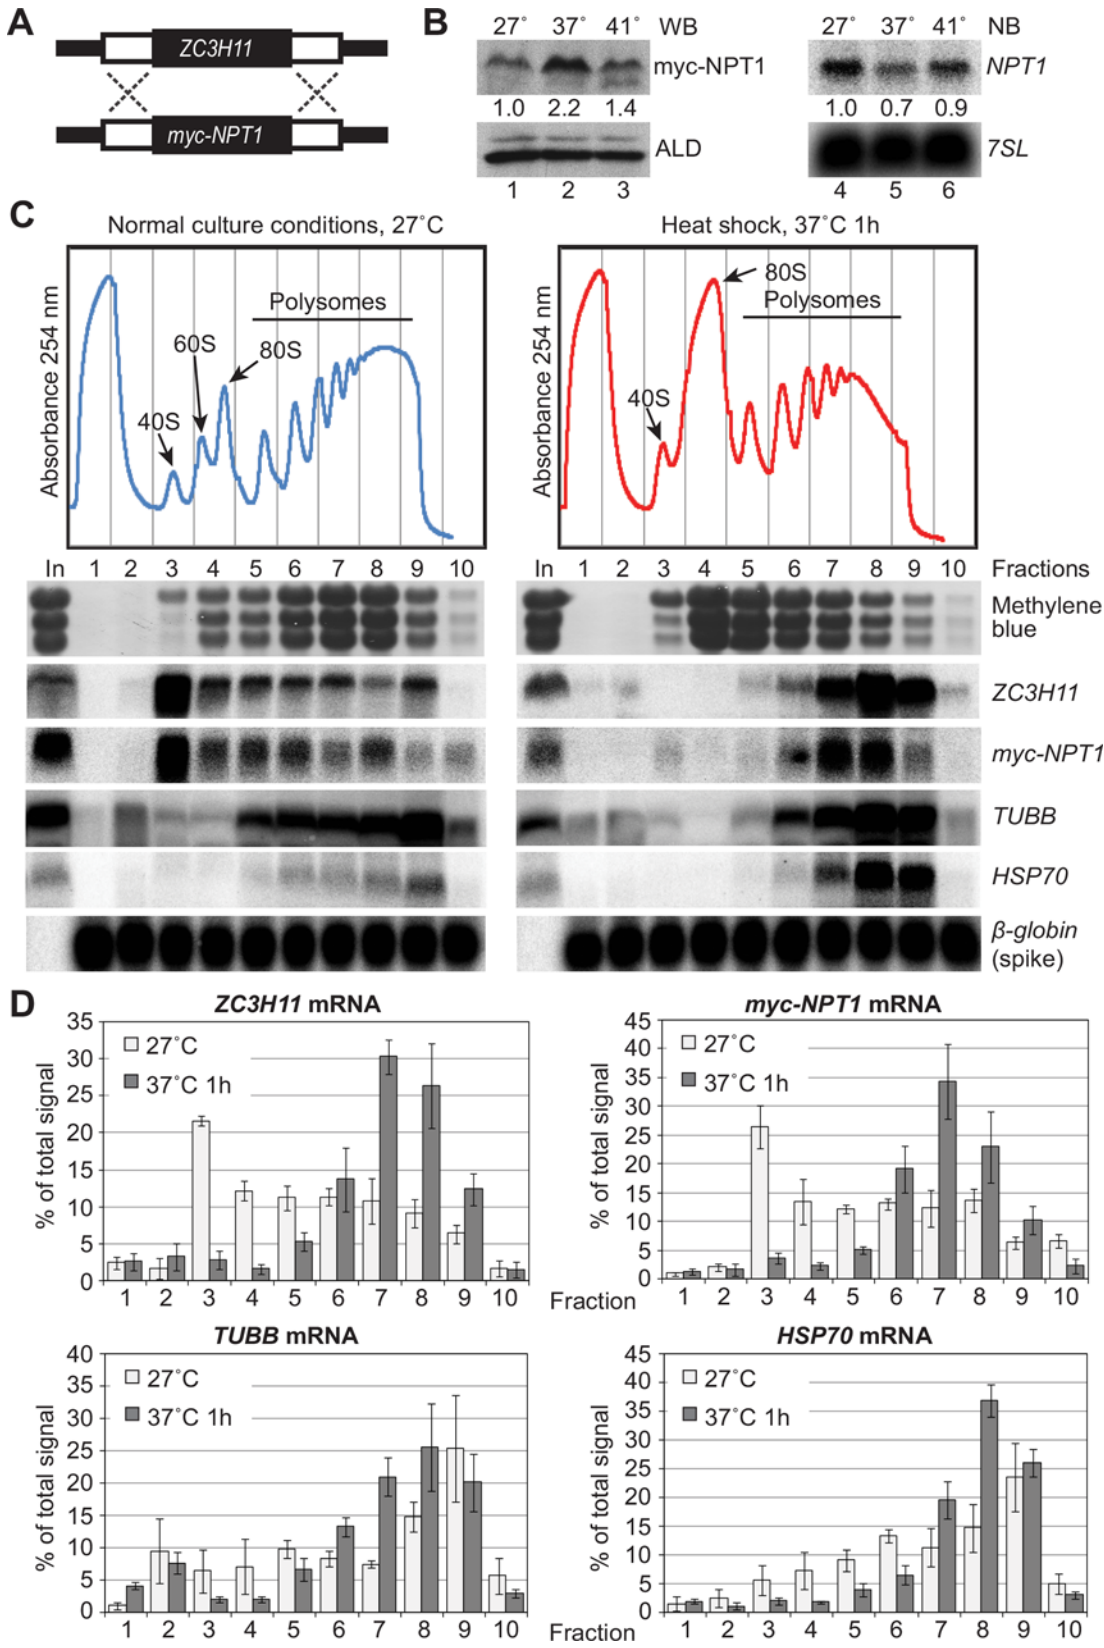 A
ZC3H11
myc-NPT1
B
27˚ 37˚ 41˚ WB
myc-NPT1
1.0 2.2 1.4
ALD
1 2 3
27˚ 37˚ 41˚ NB
NPT1
1.0 0.7 0.9
7SL
4 5 6
C
Normal culture conditions, 27˚C
Absorbance 254 nm
40S
60S
80S
Polysomes
Heat shock, 37˚C 1h
Absorbance 254 nm
40S
80S
Polysomes
In 1 2 3 4 5 6 7 8 9 10
In 1 2 3 4 5 6 7 8 9 10 Fractions
Methylene
blue
ZC3H11
myc-NPT1
TUBB
HSP70
β-globin
(spike)
D
ZC3H11 mRNA
% of total signal
35
30
25
20
15
10
5
0
27˚C
37˚C 1h
1 2 3 4 5 6 7 8 9 10
Fraction
myc-NPT1 mRNA
% of total signal
45
40
35
30
25
20
15
10
5
0
27˚C
37˚C 1h
1 2 3 4 5 6 7 8 9 10
TUBB mRNA
% of total signal
40
35
30
25
20
15
10
5
0
27˚C
37˚C 1h
1 2 3 4 5 6 7 8 9 10
Fraction
HSP70 mRNA
% of total signal
45
40
35
30
25
20
15
10
5
0
27˚C
37˚C 1h
1 2 3 4 5 6 7 8 9 10